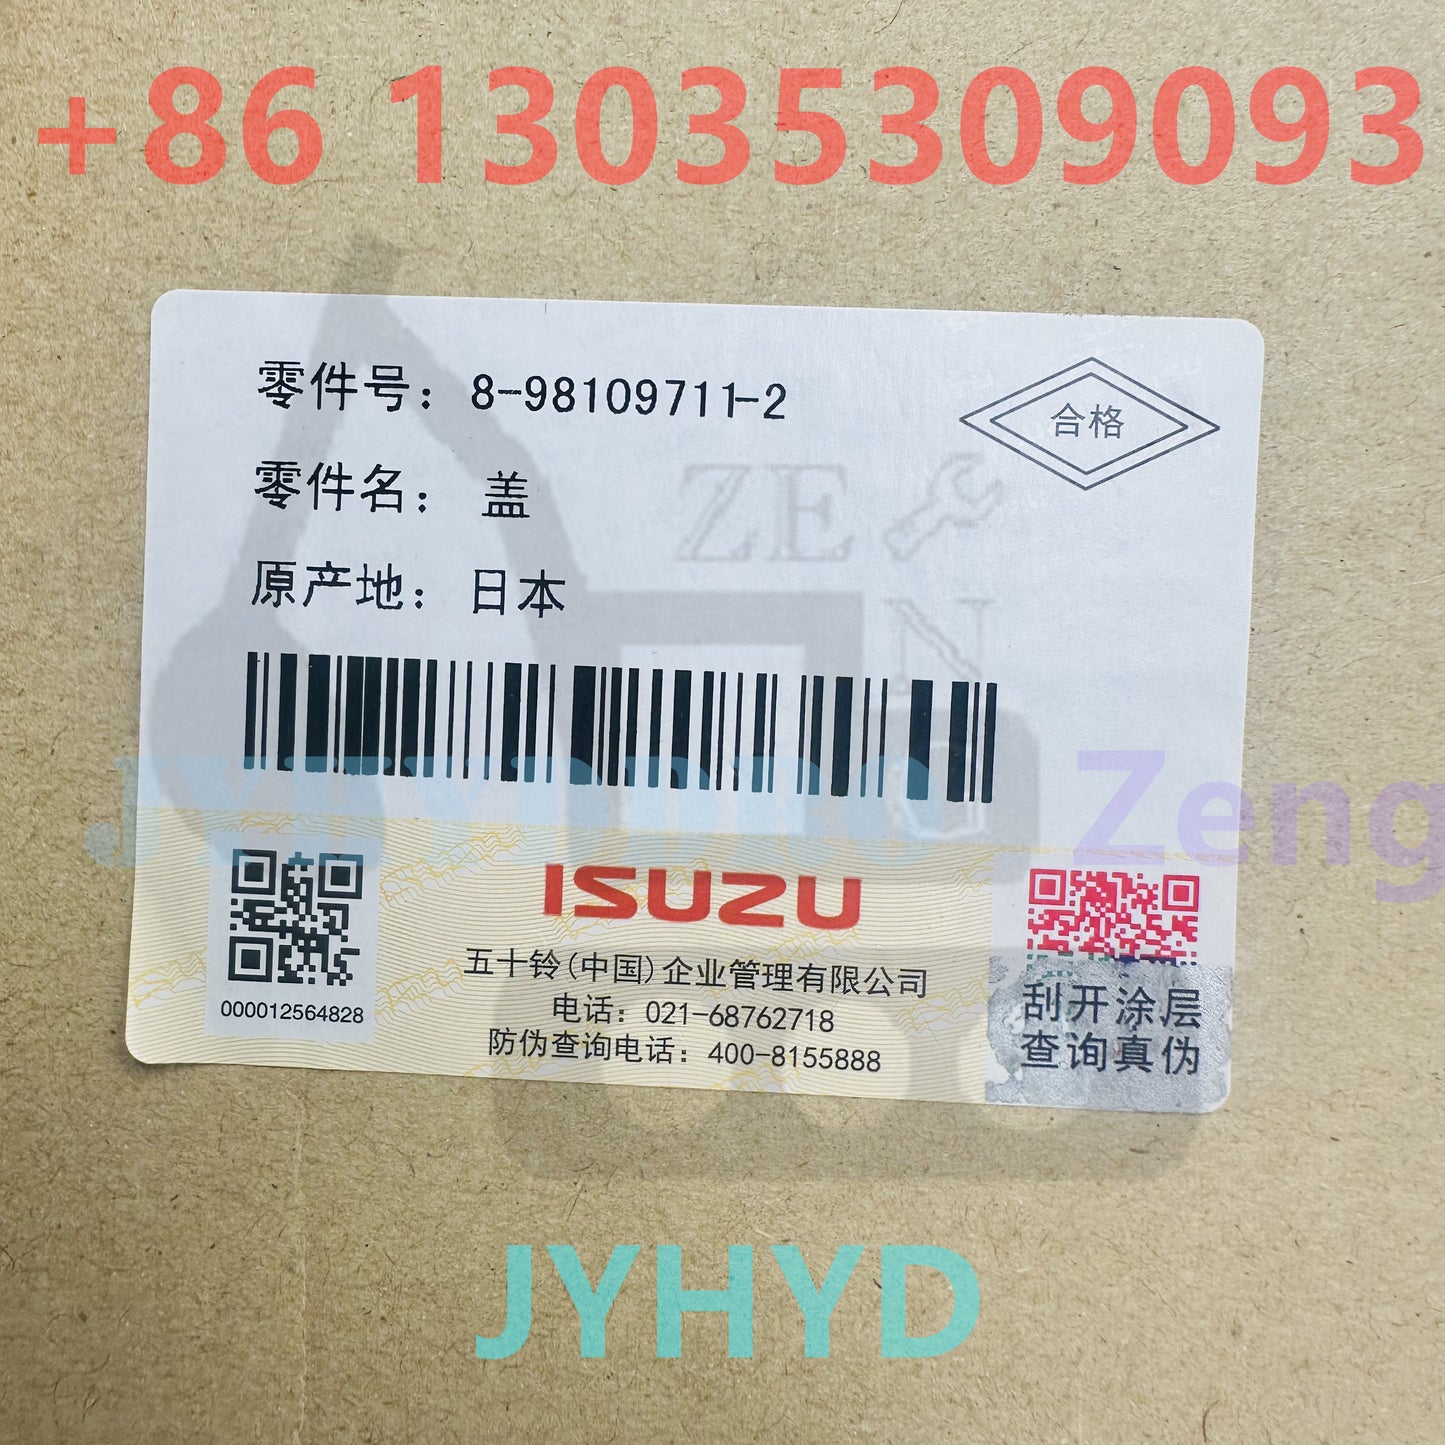 +86 13035309093
零件号：8-98109711-2
合格
零件名：盖
ZE
N
原产地：日本
JYHYDRO Zeng
ISUZU
五十铃(中国)企业管理有限公司
电话：021-68762718
防伪查询电话：400-8155888
000012564828
刮开涂层
查询真伪
JYHYD